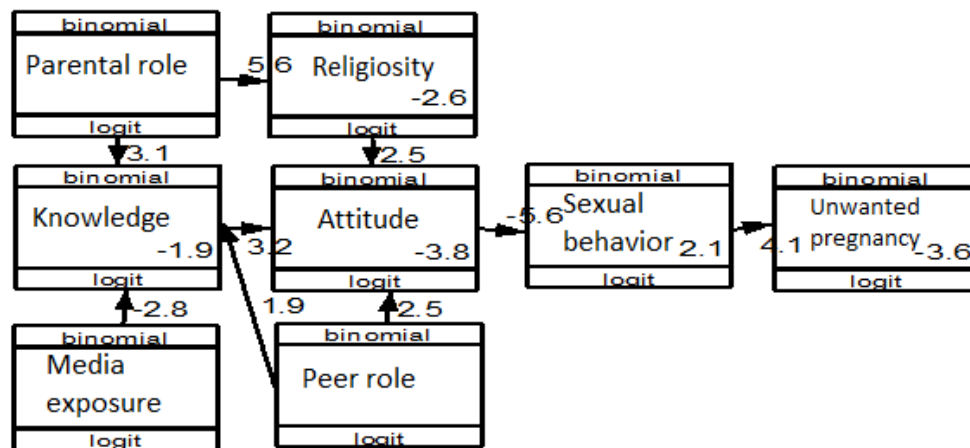 binomial
Parental role
logit
5.6
binomial
Religiosity
-2.6
logit
3.1
2.5
binomial
Knowledge
-1.9
logit
3.2
binomial
Attitude
-3.8
logit
-5.6
binomial
Sexual
behavior
2.1
logit
4.1
binomial
Unwanted
pregnancy
-3.6
logit
-2.8
1.9
2.5
binomial
Media
exposure
logit
binomial
Peer role
logit